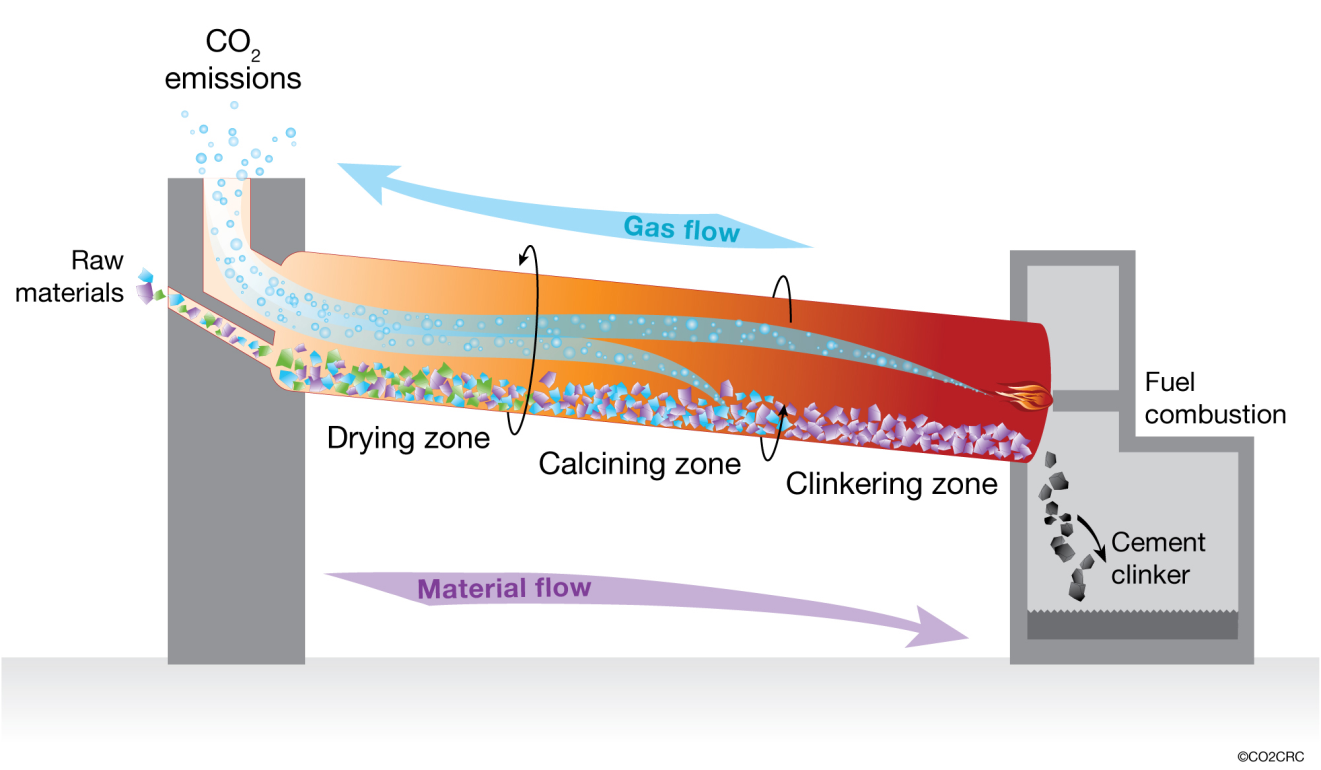 CO2
emissions
Gas flow
Raw
materials
Fuel
combustion
Drying zone
Calcining zone
Clinkering zone
Cement
clinker
Material flow
©CO2CRC